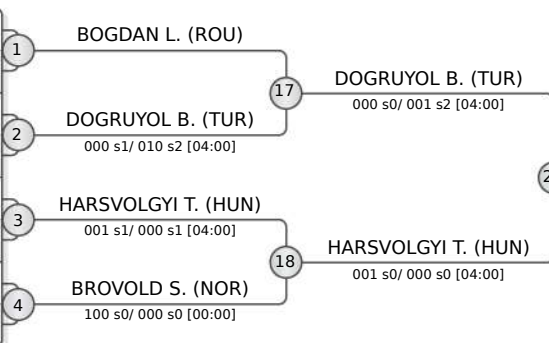 BOGDAN L. (ROU)
1
17
DOGRUYOL B. (TUR)
000 s0/ 001 s2 [04:00]
DOGRUYOL B. (TUR)
2
000 s1/ 010 s2 [04:00]
HARSVOLGYI T. (HUN)
3
001 s1/ 000 s1 [04:00]
18
HARSVOLGYI T. (HUN)
001 s0/ 000 s0 [04:00]
BROVOLD S. (NOR)
4
100 s0/ 000 s0 [00:00]